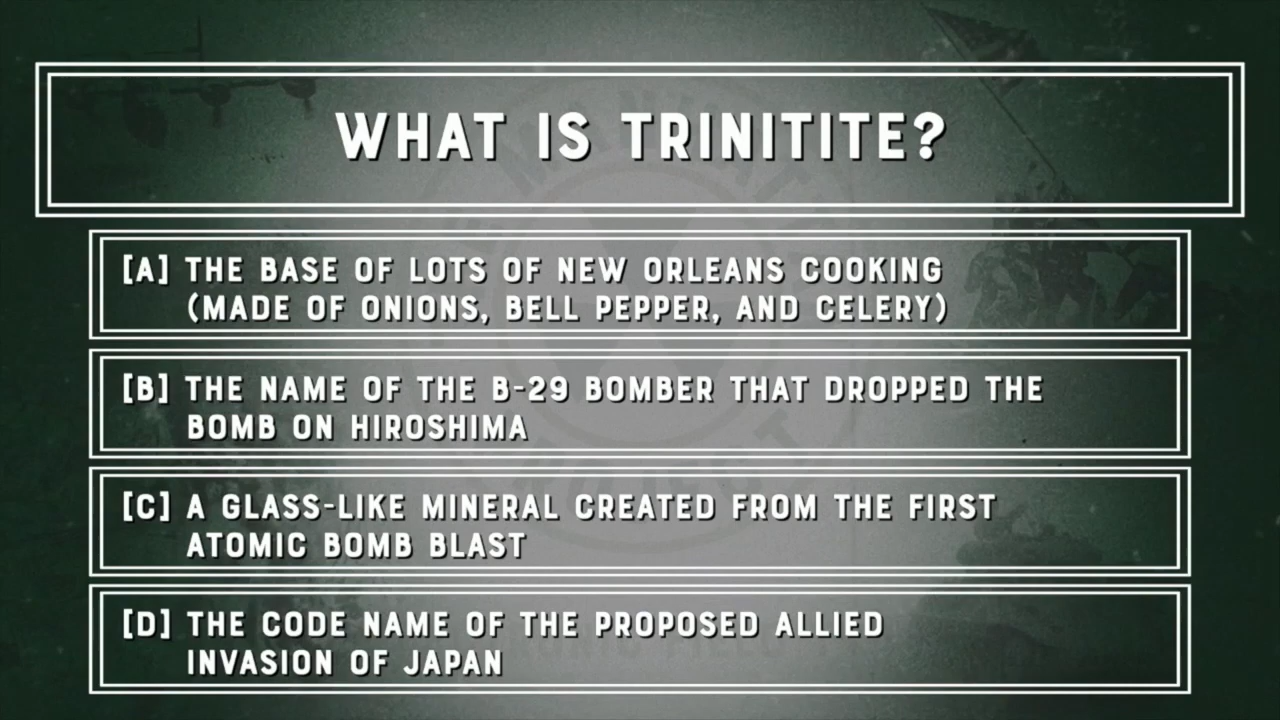 WHAT IS TRINITITE?
[A] THE BASE OF LOTS OF NEW ORLEANS COOKING
(MADE OF ONIONS, BELL PEPPER, AND CELERY)
[B] THE NAME OF THE B-29 BOMBER THAT DROPPED THE
BOMB ON HIROSHIMA
[C] A GLASS-LIKE MINERAL CREATED FROM THE FIRST
ATOMIC BOMB BLAST
[D] THE CODE NAME OF THE PROPOSED ALLIED
INVASION OF JAPAN